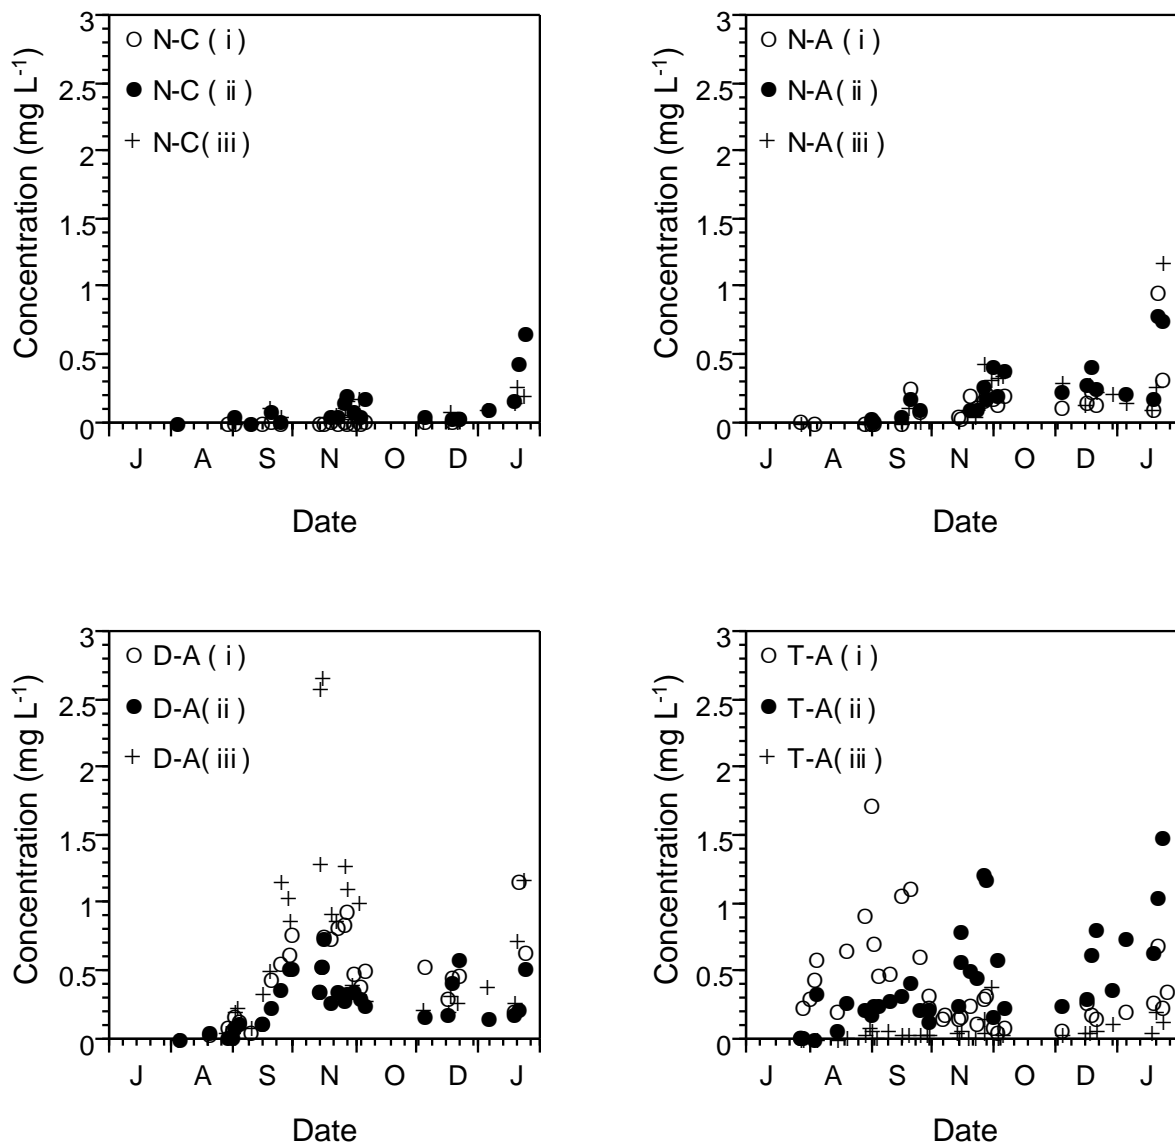 3
2.5
2
1.5
1
0.5
0
Concentration (mg L-1)
N-C ( i )
N-C ( ii )
N-C( iii )
J A S N O D J
Date
3
2.5
2
1.5
1
0.5
0
Concentration (mg L-1)
N-A ( i )
N-A( ii )
N-A( iii )
J A S N O D J
Date
3
2.5
2
1.5
1
0.5
0
Concentration (mg L-1)
D-A ( i )
D-A( ii )
D-A( iii )
J A S N O D J
Date
3
2.5
2
1.5
1
0.5
0
Concentration (mg L-1)
T-A ( i )
T-A( ii )
T-A( iii )
J A S N O D J
Date